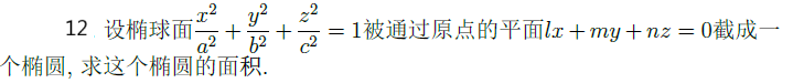 12 设椭球面$\frac{x^2}{a^2}+\frac{y^2}{b^2}+\frac{z^2}{c^2}=1$被通过原点的平面$lx+my+nz=0$截成一
个椭圆, 求这个椭圆的面积.